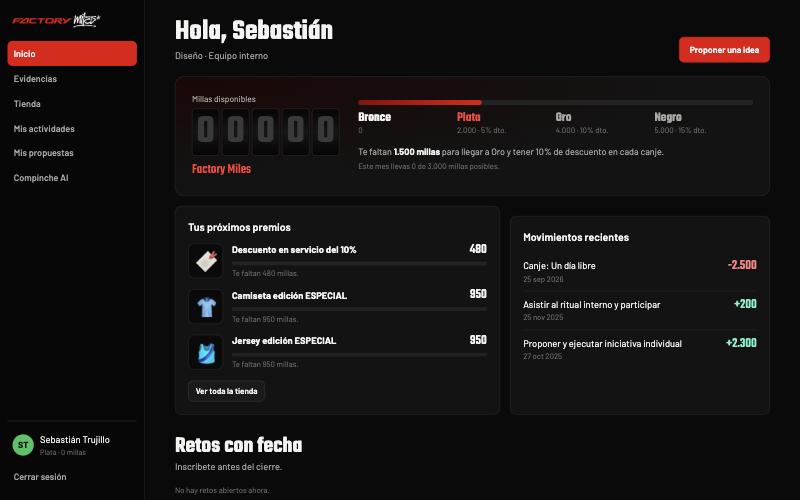 FACTORY Miles
Inicio
Evidencias
Tienda
Mis actividades
Mis propuestas
Compinche AI
Hola, Sebastián
Diseño · Equipo interno
Proponer una idea
Millas disponibles
0 0 0 0 0
Factory Miles
Bronce
0
Plata
2.000 · 5% dto.
Oro
4.000 · 10% dto.
Negro
5.000 · 15% dto.
Te faltan 1.500 millas para llegar a Oro y tener 10% de descuento en cada canje.
Este mes llevas 0 de 3.000 millas posibles.
Tus próximos premios
Descuento en servicio del 10% 480
Te faltan 480 millas.
Camiseta edición ESPECIAL 950
Te faltan 950 millas.
Jersey edición ESPECIAL 950
Te faltan 950 millas.
Ver toda la tienda
Movimientos recientes
Canje: Un día libre -2.500
25 sep 2026
Asistir al ritual interno y participar +200
25 nov 2025
Proponer y ejecutar iniciativa individual +2.300
27 oct 2025
Retos con fecha
Inscríbete antes del cierre.
No hay retos abiertos ahora.
ST
Sebastián Trujillo
Plata · 0 millas
Cerrar sesión